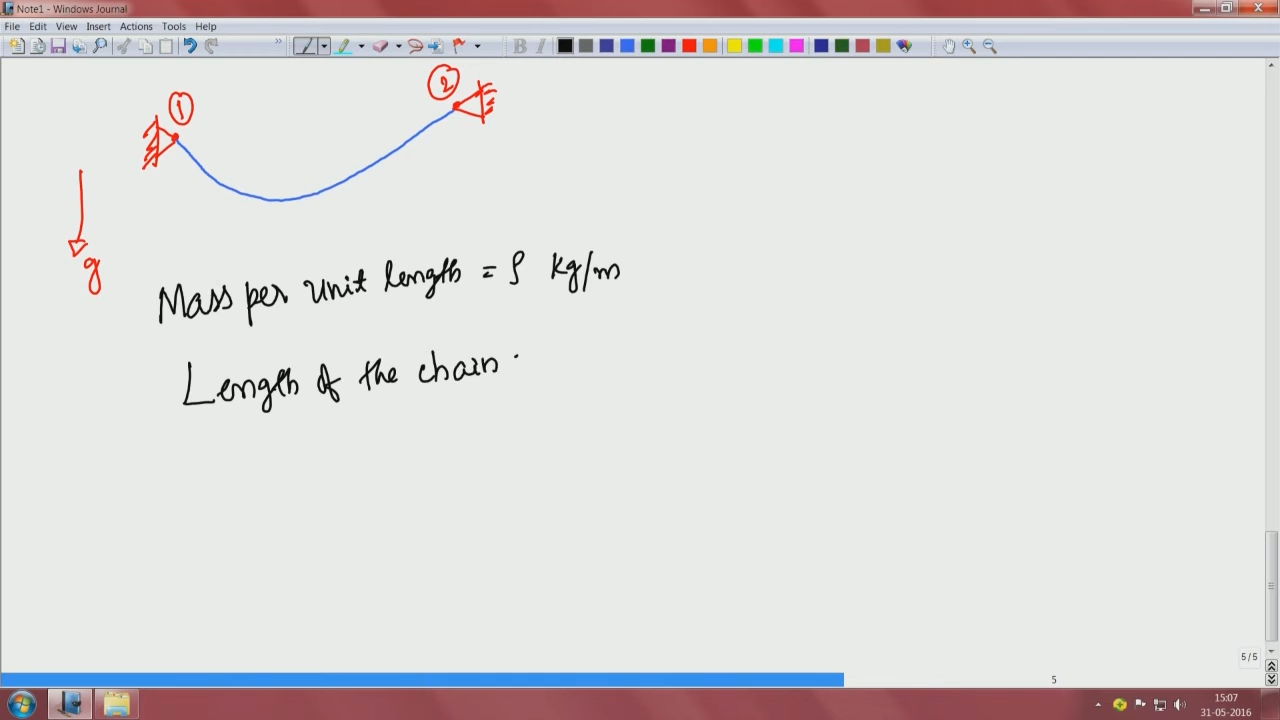 Note1 - Windows Journal
File Edit View Insert Actions Tools Help
B I
① ②
g
Mass per unit length = ρ kg/m
Length of the chain
5/5
5
15:07
31-05-2016